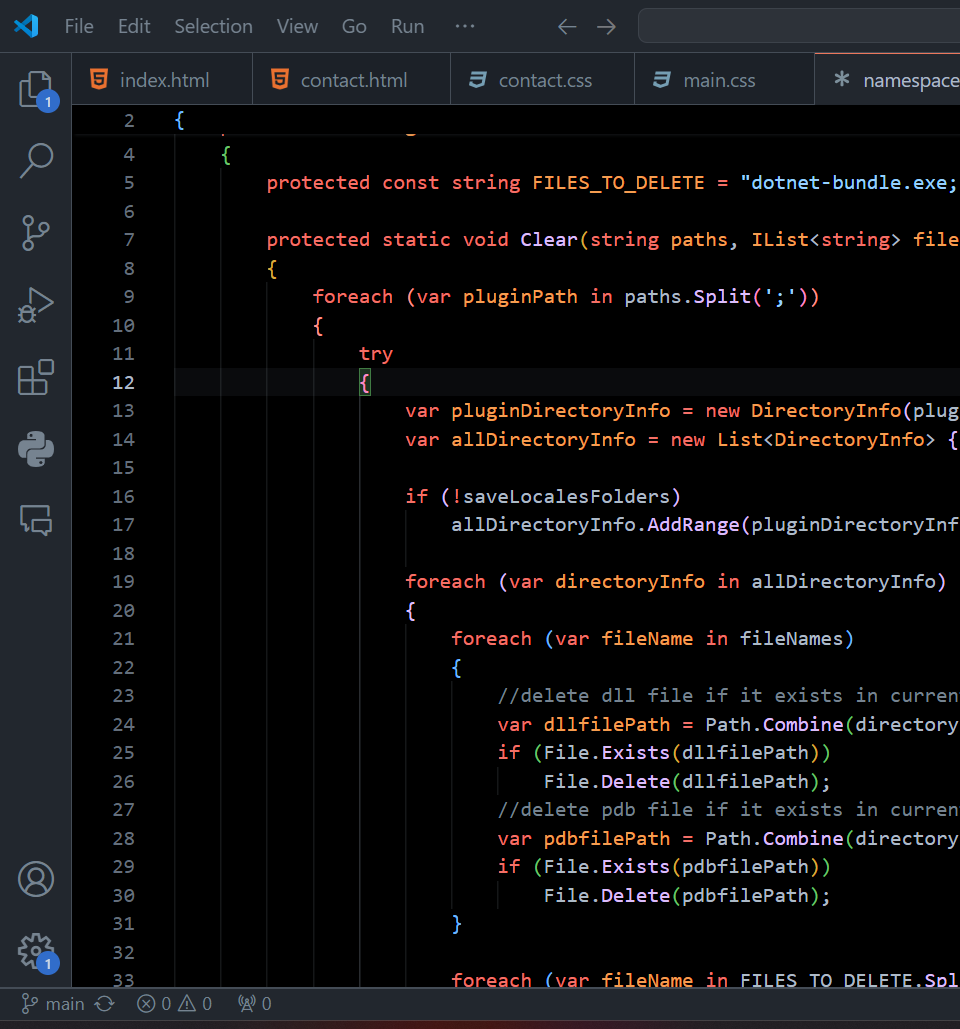 File Edit Selection View Go Run ...
index.html contact.html contact.css main.css namespace
1
2 {
4 {
5 protected const string FILES_TO_DELETE = "dotnet-bundle.exe;
6
7 protected static void Clear(string paths, IList<string> file
8 {
9 foreach (var pluginPath in paths.Split(';'))
10 {
11 try
12 {
13 var pluginDirectoryInfo = new DirectoryInfo(plug
14 var allDirectoryInfo = new List<DirectoryInfo> {
15
16 if (!saveLocalesFolders)
17 allDirectoryInfo.AddRange(pluginDirectoryInf
18
19 foreach (var directoryInfo in allDirectoryInfo)
20 {
21 foreach (var fileName in fileNames)
22 {
23 //delete dll file if it exists in curren
24 var dllfilePath = Path.Combine(directory
25 if (File.Exists(dllfilePath))
26 File.Delete(dllfilePath);
27 //delete pdb file if it exists in curren
28 var pdbfilePath = Path.Combine(directory
29 if (File.Exists(pdbfilePath))
30 File.Delete(pdbfilePath);
31 }
32
33 foreach (var fileName in FILES_TO_DELETE.Spl
1
main 0 0 0